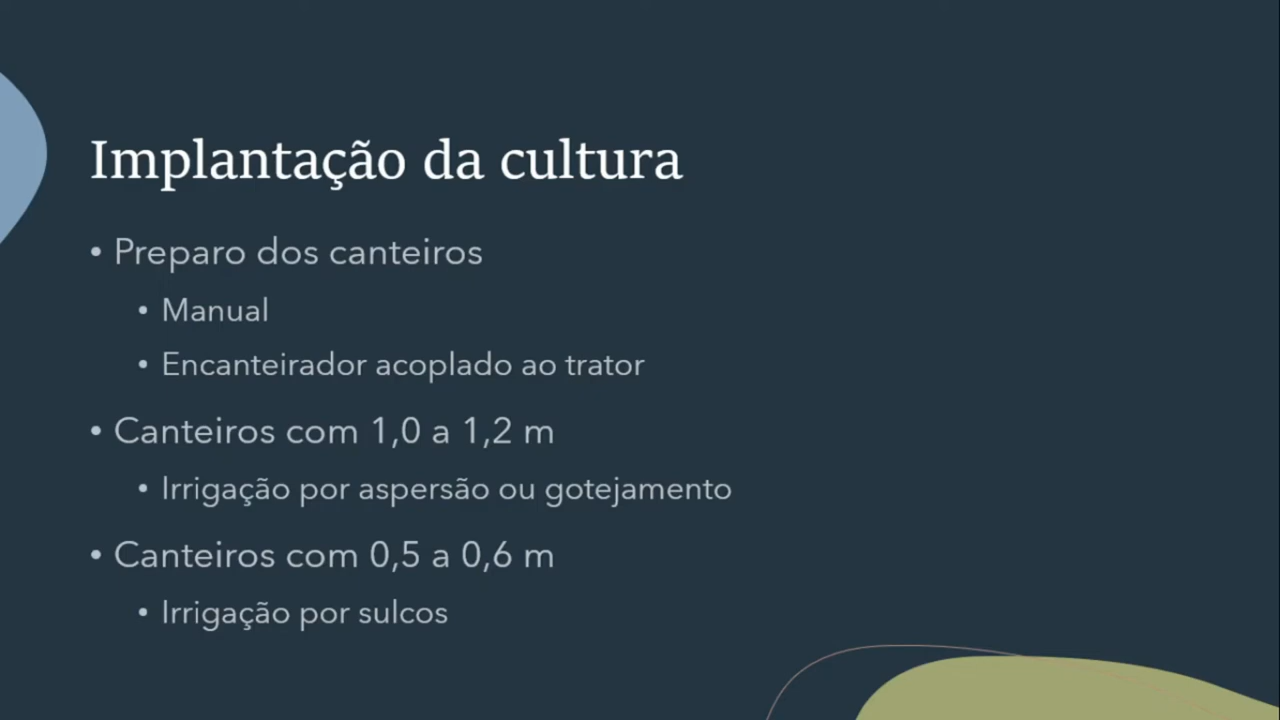 Implantação da cultura
• Preparo dos canteiros
• Manual
• Encanteirador acoplado ao trator
• Canteiros com 1,0 a 1,2 m
• Irrigação por aspersão ou gotejamento
• Canteiros com 0,5 a 0,6 m
• Irrigação por sulcos